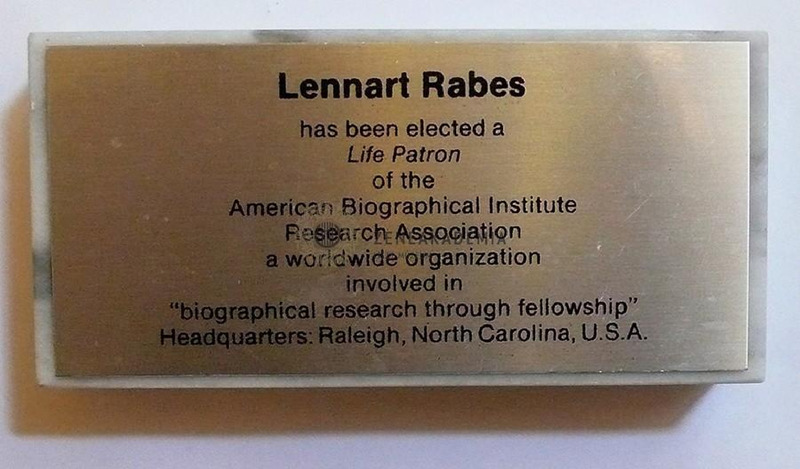 Lennart Rabes
has been elected a
Life Patron
of the
American Biographical Institute
Research Association
ZENEAKADÉMIA
a worldwide organization
involved in
“biographical research through fellowship”
Headquarters: Raleigh, North Carolina, U.S.A.